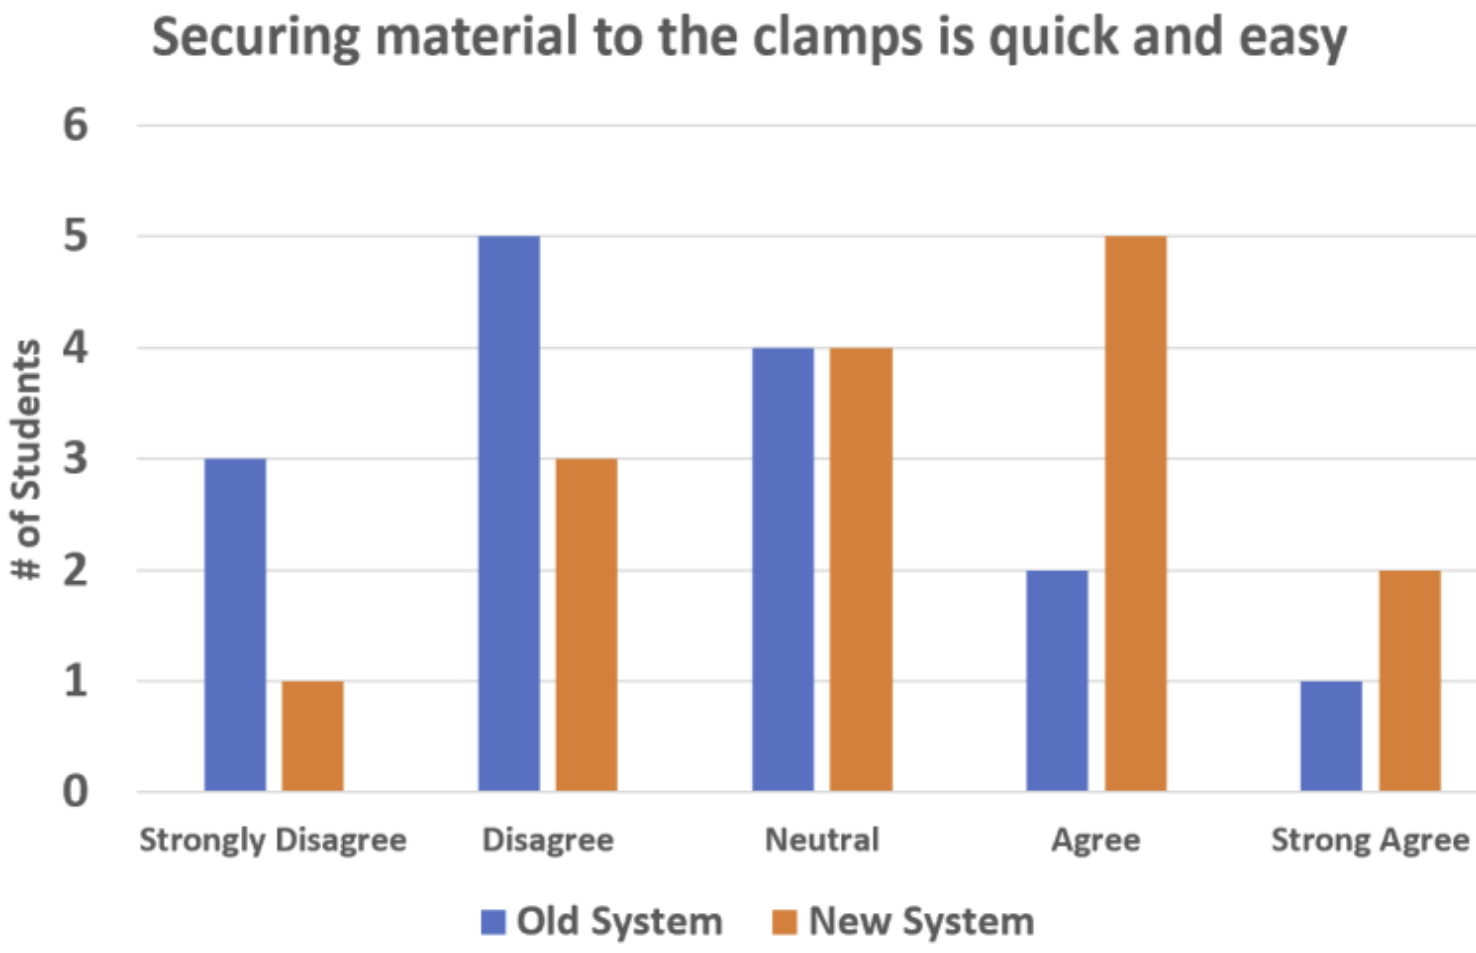 Securing material to the clamps is quick and easy
6
5
4
3
2
1
0
# of Students
Strongly Disagree
Disagree
Neutral
Agree
Strong Agree
Old System
New System